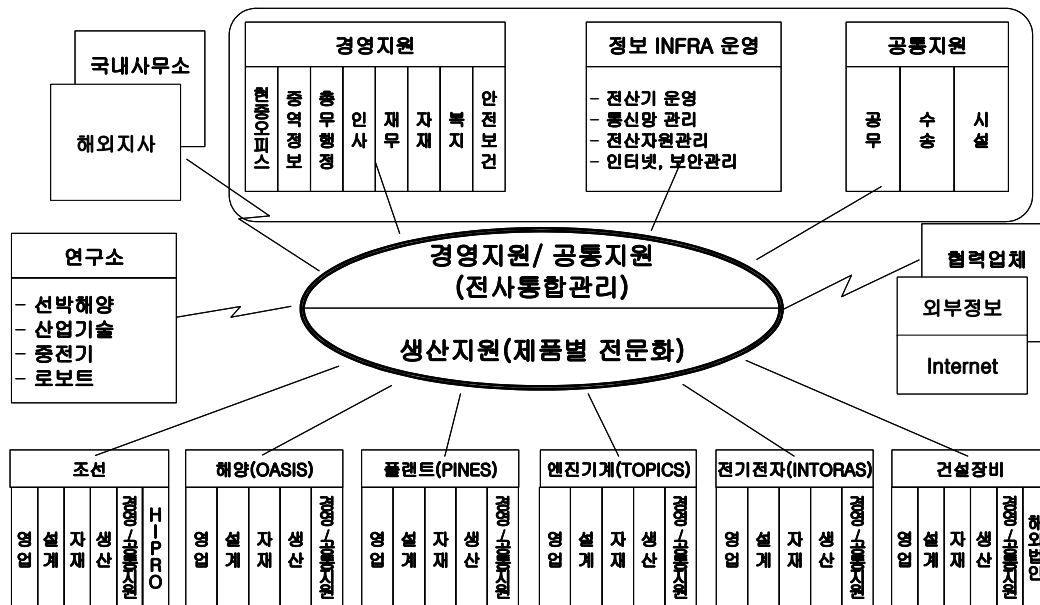 국내사무소
해외지사
경영지원
현중오피스
중역정보
총무행정
인사
재무
자재
복지
안전보건
정보 INFRA 운영
- 전산기 운영
- 통신망 관리
- 전산자원관리
- 인터넷, 보안관리
공통지원
공무
수송
시설
연구소
- 선박해양
- 산업기술
- 중전기
- 로보트
경영지원/ 공통지원
(전사통합관리)
생산지원(제품별 전문화)
협력업체
외부정보
Internet
조선
영업
설계
자재
생산
경영/공통지원
HIPRO
해양(OASIS)
영업
설계
자재
생산
경영/공통지원
플랜트(PINES)
영업
설계
자재
생산
경영/공통지원
엔진기계(TOPICS)
영업
설계
자재
생산
경영/공통지원
전기전자(INTORAS)
영업
설계
자재
생산
경영/공통지원
건설장비
영업
설계
자재
생산
경영/공통지원
해외법인